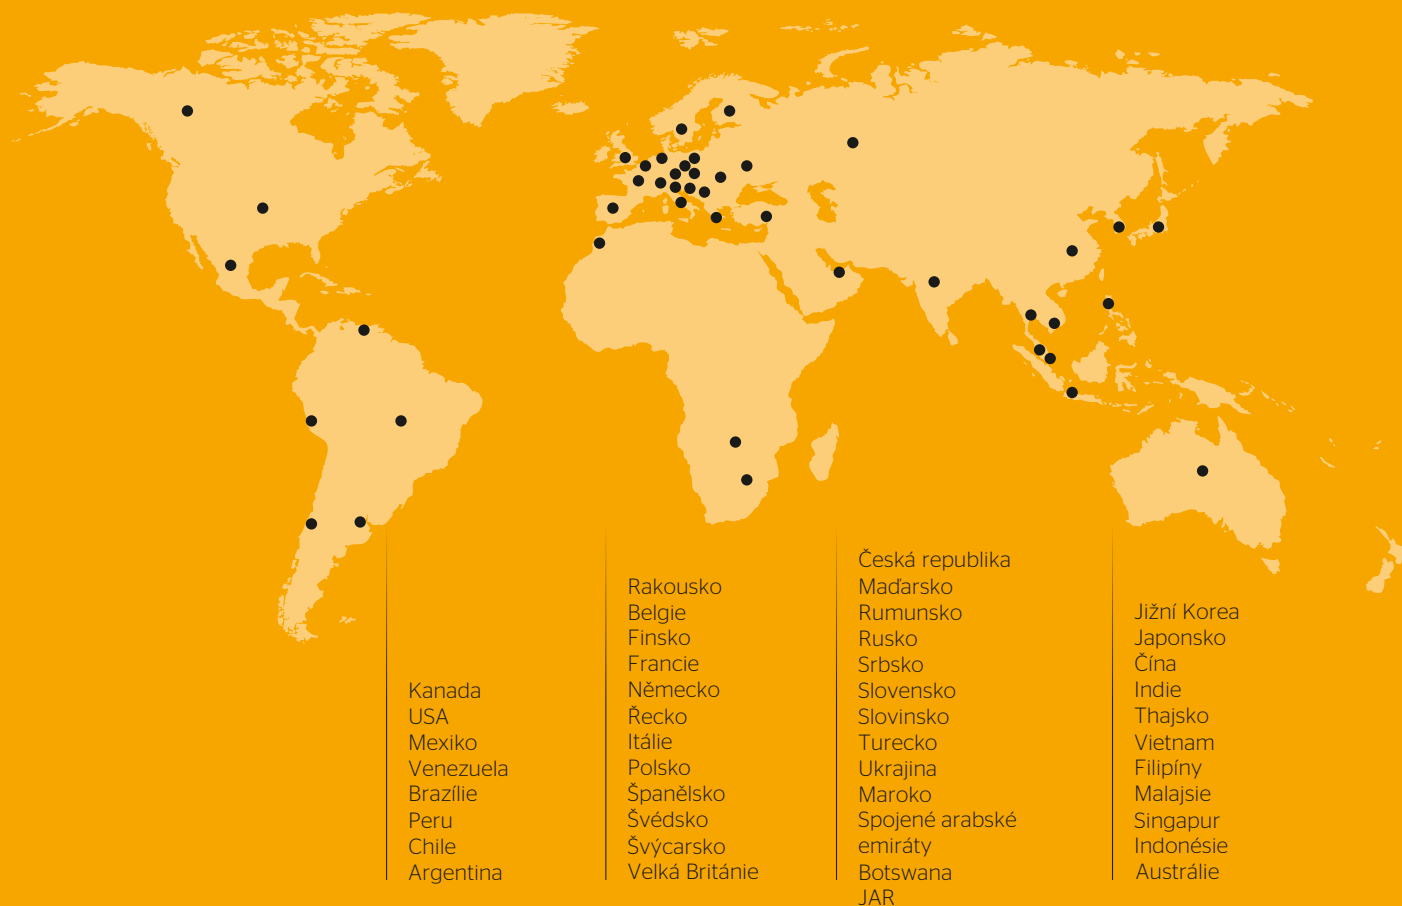 Kanada
USA
Mexiko
Venezuela
Brazílie
Peru
Chile
Argentina
Rakousko
Belgie
Finsko
Francie
Německo
Řecko
Itálie
Polsko
Španělsko
Švédsko
Švýcarsko
Velká Británie
Česká republika
Maďarsko
Rumunsko
Rusko
Srbsko
Slovensko
Slovinsko
Turecko
Ukrajina
Maroko
Spojené arabské
emiráty
Botswana
JAR
Jižní Korea
Japonsko
Čína
Indie
Thajsko
Vietnam
Filipíny
Malajsie
Singapur
Indonésie
Austrálie